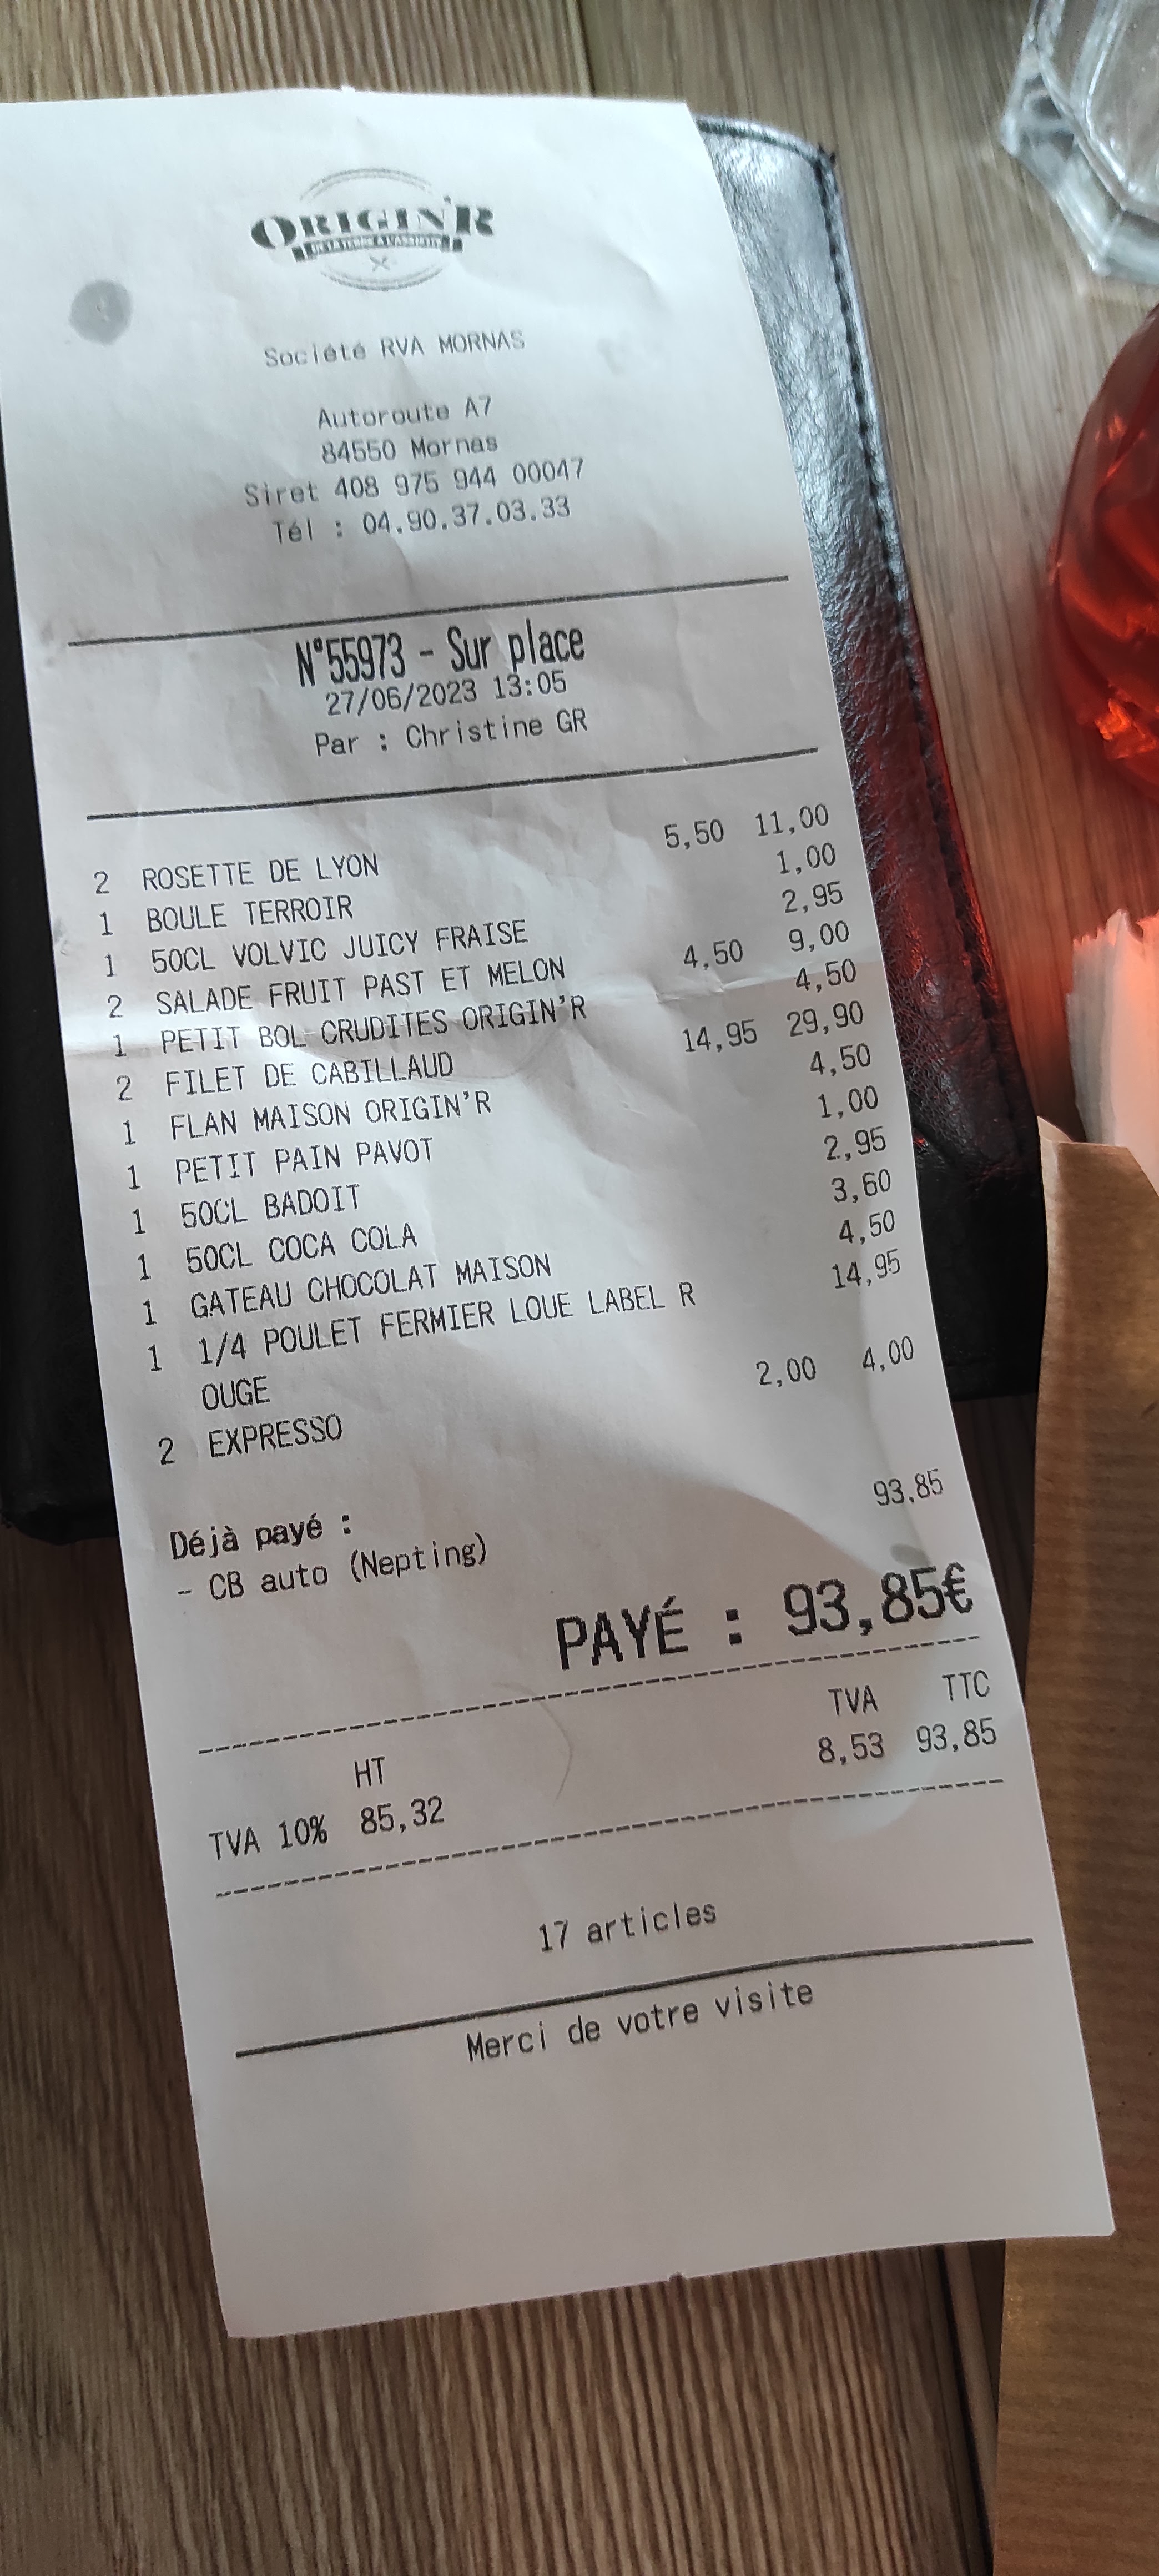 ORIGIN'R
DE LA TERRE À L'ASSIETTE
Société RVA MORNAS
Autoroute A7
84550 Mornas
Siret 408 975 944 00047
Tél : 04.90.37.03.33
N°55973 - Sur place
27/06/2023 13:05
Par : Christine GR
2 ROSETTE DE LYON 5,50 11,00
1 BOULE TERROIR 1,00
1 50CL VOLVIC JUICY FRAISE 2,95
2 SALADE FRUIT PAST ET MELON 4,50 9,00
1 PETIT BOL CRUDITES ORIGIN'R 4,50
2 FILET DE CABILLAUD 14,95 29,90
1 FLAN MAISON ORIGIN'R 4,50
1 PETIT PAIN PAVOT 1,00
1 50CL BADOIT 2,95
1 50CL COCA COLA 3,60
1 GATEAU CHOCOLAT MAISON 4,50
1 1/4 POULET FERMIER LOUE LABEL R 14,95
OUGE
2 EXPRESSO 2,00 4,00
Déjà payé :
- CB auto (Nepting) 93,85
PAYÉ : 93,85€
HT TVA TTC
TVA 10% 85,32 8,53 93,85
17 articles
Merci de votre visite